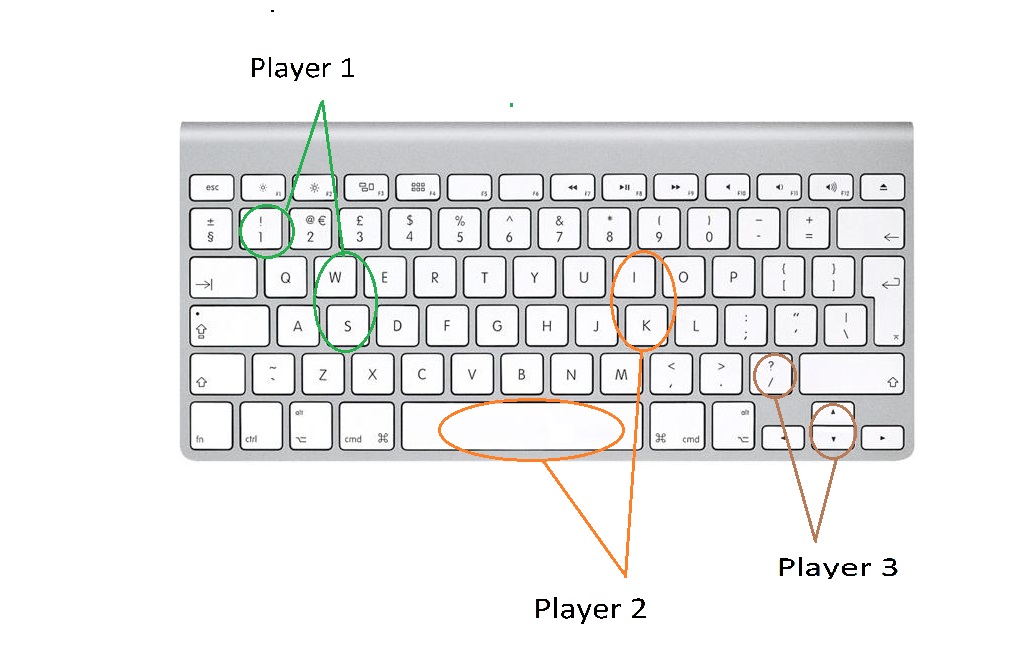 Player 1
esc F1 F2 F3 F4 F5 F6 F7 F8 F9 F10 F11 F12
± ! @ € £ $ % ^ & * ( ) – +
§ 1 2 3 4 5 6 7 8 9 0 - = ←
→| Q W E R T Y U I O P { [ } ]
A S D F G H J K L : ; " ' | \
~ ` Z X C V B N M < , > . ? /
fn ctrl alt ⌥ cmd ⌘ ⌘ cmd alt ⌥ ◄ ▲ ▼ ►
Player 3
Player 2